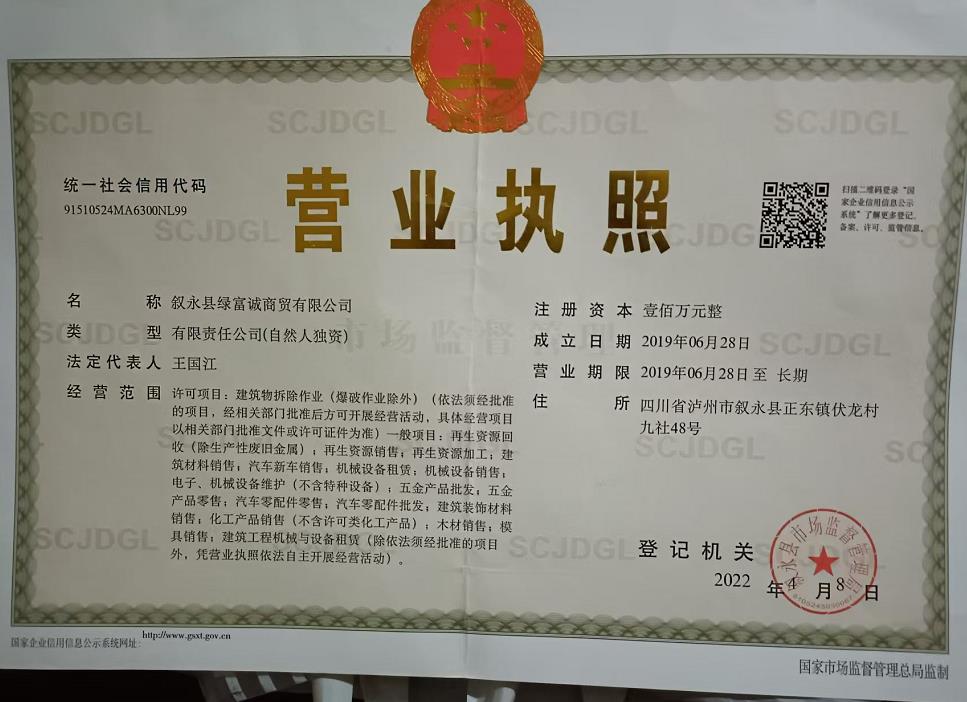 SCJDGL SCJDGL SCJDGL SCJDGL
营业执照
统一社会信用代码
91510524MA6300NL99
扫描二维码登录“国
家企业信用信息公示
系统”了解更多登记、
备案、许可、监管信息。
名称 叙永县绿富诚商贸有限公司
类型 有限责任公司(自然人独资)
法定代表人 王国江
经营范围 许可项目：建筑物拆除作业（爆破作业除外）（依法须经批准
的项目，经相关部门批准后方可开展经营活动，具体经营项目
以相关部门批准文件或许可证件为准）一般项目：再生资源回
收（除生产性废旧金属）；再生资源销售；再生资源加工；建
筑材料销售；汽车新车销售；机械设备租赁；机械设备销售；
电子、机械设备维护（不含特种设备）；五金产品批发；五金
产品零售；汽车零配件零售；汽车零配件批发；建筑装饰材料
销售；化工产品销售（不含许可类化工产品）；木材销售；模
具销售；建筑工程机械与设备租赁（除依法须经批准的项目
外，凭营业执照依法自主开展经营活动）。
注册资本 壹佰万元整
成立日期 2019年06月28日
营业期限 2019年06月28日至 长期
住所 四川省泸州市叙永县正东镇伏龙村
九社48号
市场监督管理
登记机关
叙永县市场监督管理局
2022 年 4 月 8 日
国家企业信用信息公示系统网址： http://www.gsxt.gov.cn
国家市场监督管理总局监制